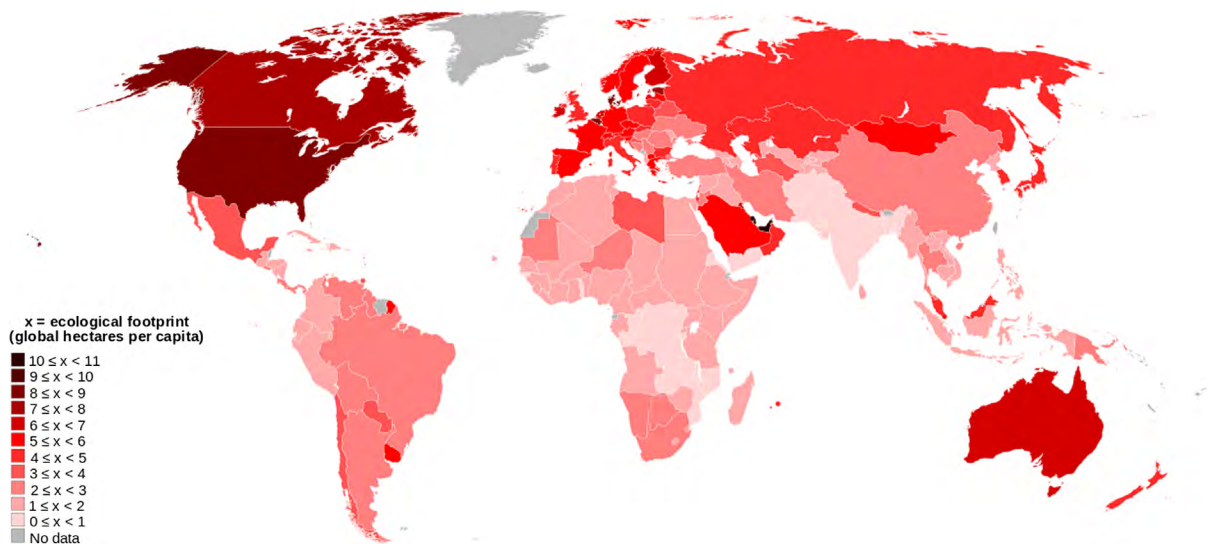 x = ecological footprint
(global hectares per capita)
10 ≤ x < 11
9 ≤ x < 10
8 ≤ x < 9
7 ≤ x < 8
6 ≤ x < 7
5 ≤ x < 6
4 ≤ x < 5
3 ≤ x < 4
2 ≤ x < 3
1 ≤ x < 2
0 ≤ x < 1
No data